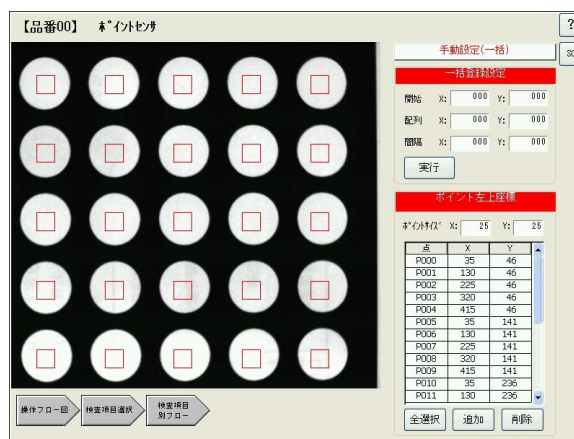 【品番00】 ﾎﾟｲﾝﾄｾﾝｻ
?
手動設定(一括)
一括登録設定
開始 X: 000 Y: 000
配列 X: 000 Y: 000
間隔 X: 000 Y: 000
実行
ポイント左上座標
ﾎﾟｲﾝﾄｻｲｽﾞ X: 25 Y: 25
点 X Y
P000 35 46
P001 130 46
P002 225 46
P003 320 46
P004 415 46
P005 35 141
P006 130 141
P007 225 141
P008 320 141
P009 415 141
P010 35 236
P011 130 236
全選択 追加 削除
操作フロー図 検査項目選択 検査項目
別フロー